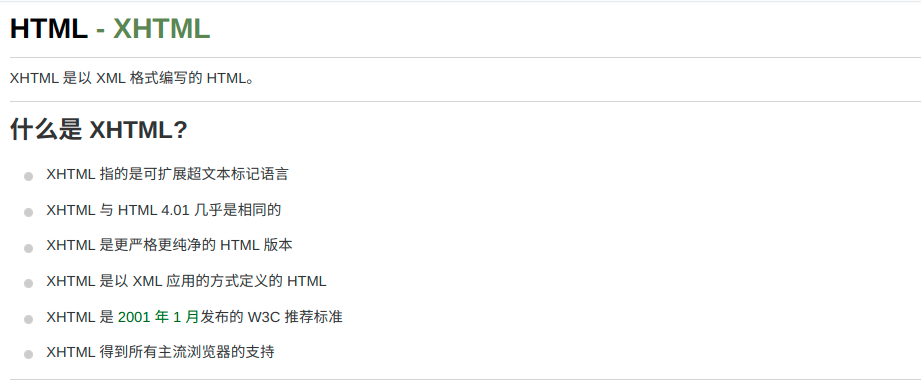 HTML - XHTML
XHTML 是以 XML 格式编写的 HTML。
什么是 XHTML?
XHTML 指的是可扩展超文本标记语言
XHTML 与 HTML 4.01 几乎是相同的
XHTML 是更严格更纯净的 HTML 版本
XHTML 是以 XML 应用的方式定义的 HTML
XHTML 是 2001 年 1 月发布的 W3C 推荐标准
XHTML 得到所有主流浏览器的支持